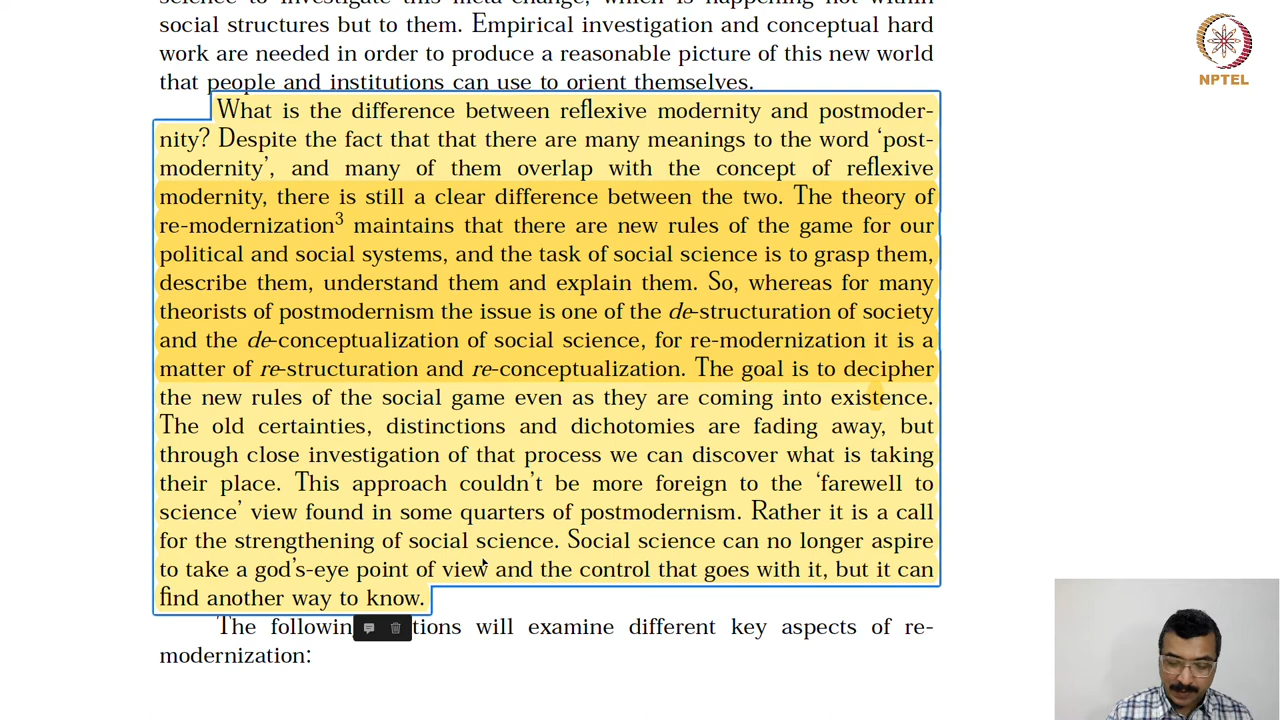 science to investigate this meta-change, which is happening not within
social structures but to them. Empirical investigation and conceptual hard
work are needed in order to produce a reasonable picture of this new world
that people and institutions can use to orient themselves.
What is the difference between reflexive modernity and postmoder-
nity? Despite the fact that that there are many meanings to the word ‘post-
modernity’, and many of them overlap with the concept of reflexive
modernity, there is still a clear difference between the two. The theory of
re-modernization3 maintains that there are new rules of the game for our
political and social systems, and the task of social science is to grasp them,
describe them, understand them and explain them. So, whereas for many
theorists of postmodernism the issue is one of the de-structuration of society
and the de-conceptualization of social science, for re-modernization it is a
matter of re-structuration and re-conceptualization. The goal is to decipher
the new rules of the social game even as they are coming into existence.
The old certainties, distinctions and dichotomies are fading away, but
through close investigation of that process we can discover what is taking
their place. This approach couldn’t be more foreign to the ‘farewell to
science’ view found in some quarters of postmodernism. Rather it is a call
for the strengthening of social science. Social science can no longer aspire
to take a god’s-eye point of view and the control that goes with it, but it can
find another way to know.
The following tions will examine different key aspects of re-
modernization:
NPTEL